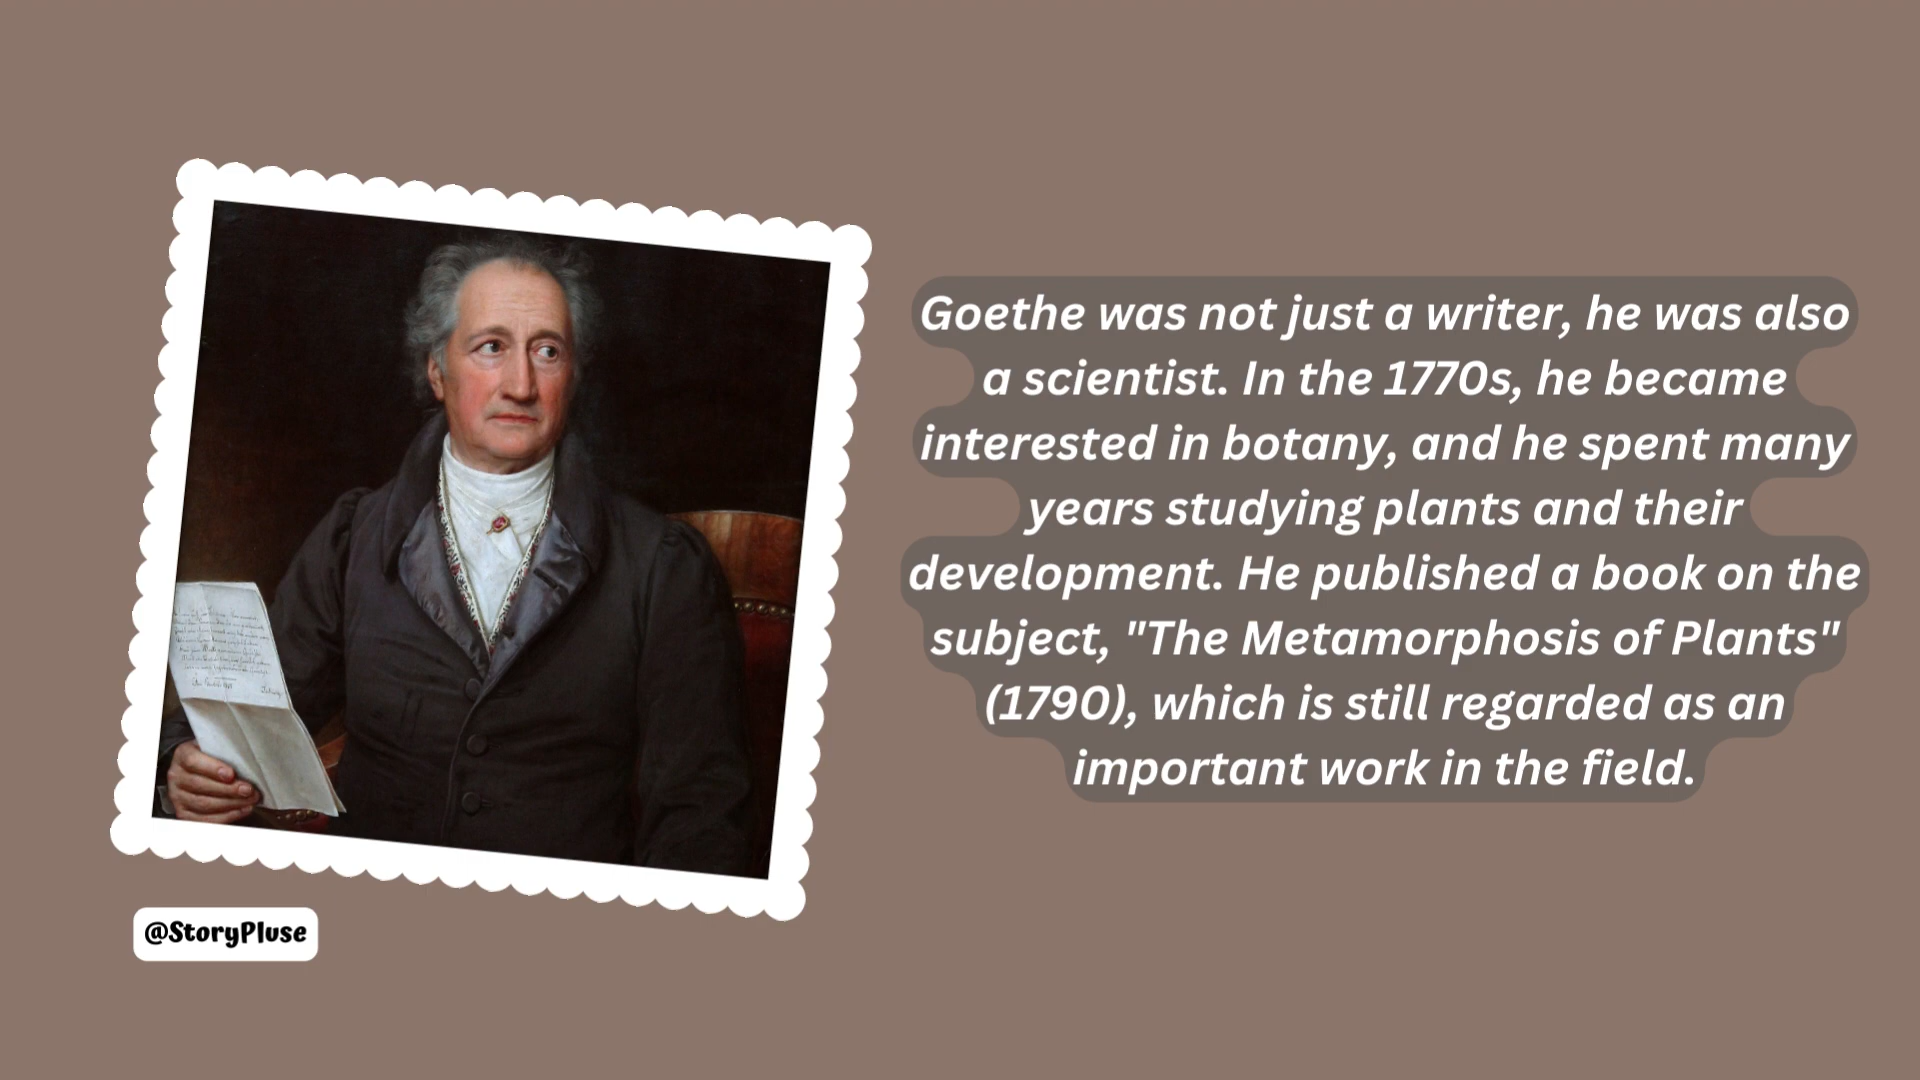 Goethe was not just a writer, he was also
a scientist. In the 1770s, he became
interested in botany, and he spent many
years studying plants and their
development. He published a book on the
subject, "The Metamorphosis of Plants"
(1790), which is still regarded as an
important work in the field.
@StoryPluse